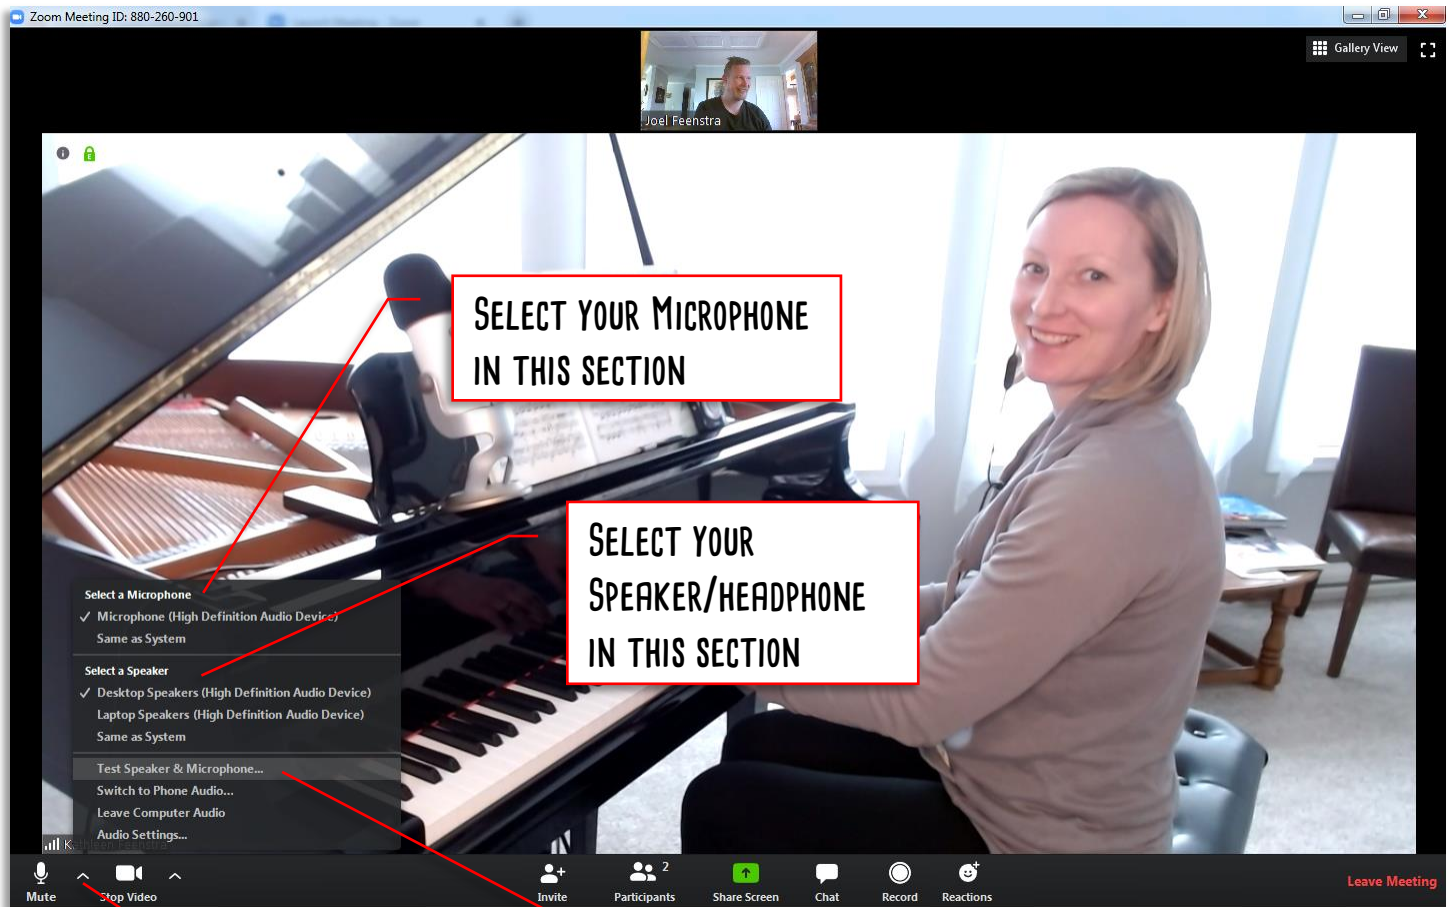 Zoom Meeting ID: 880-260-901
Gallery View
Joel Feenstra
Select your Microphone
in this section
Select your
Speaker/headphone
in this section
Select a Microphone
✓ Microphone (High Definition Audio Device)
Same as System
Select a Speaker
✓ Desktop Speakers (High Definition Audio Device)
Laptop Speakers (High Definition Audio Device)
Same as System
Test Speaker & Microphone...
Switch to Phone Audio...
Leave Computer Audio
Audio Settings...
Kathleen Feenstra
Mute
Stop Video
Invite
Participants 2
Share Screen
Chat
Record
Reactions
Leave Meeting